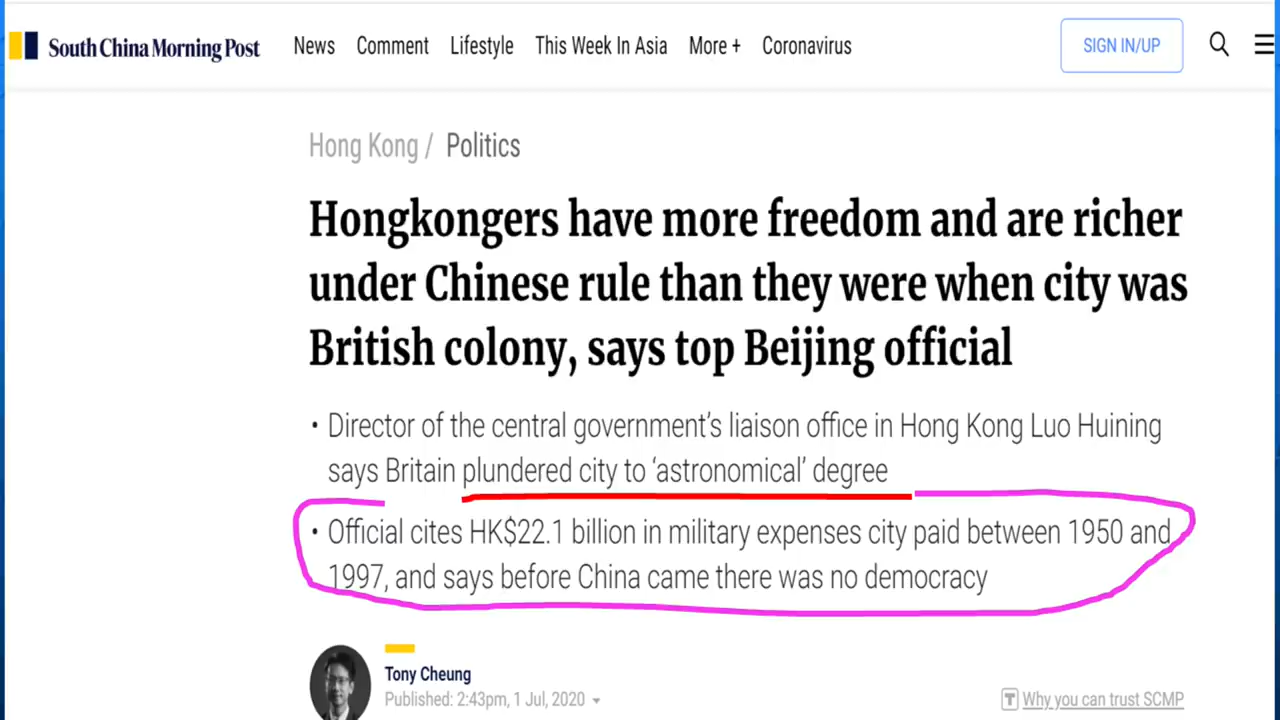 South China Morning Post News Comment Lifestyle This Week In Asia More + Coronavirus SIGN IN/UP
Hong Kong / Politics
Hongkongers have more freedom and are richer
under Chinese rule than they were when city was
British colony, says top Beijing official
• Director of the central government's liaison office in Hong Kong Luo Huining
says Britain plundered city to 'astronomical' degree
• Official cites HK$22.1 billion in military expenses city paid between 1950 and
1997, and says before China came there was no democracy
Tony Cheung
Published: 2:43pm, 1 Jul, 2020
T Why you can trust SCMP